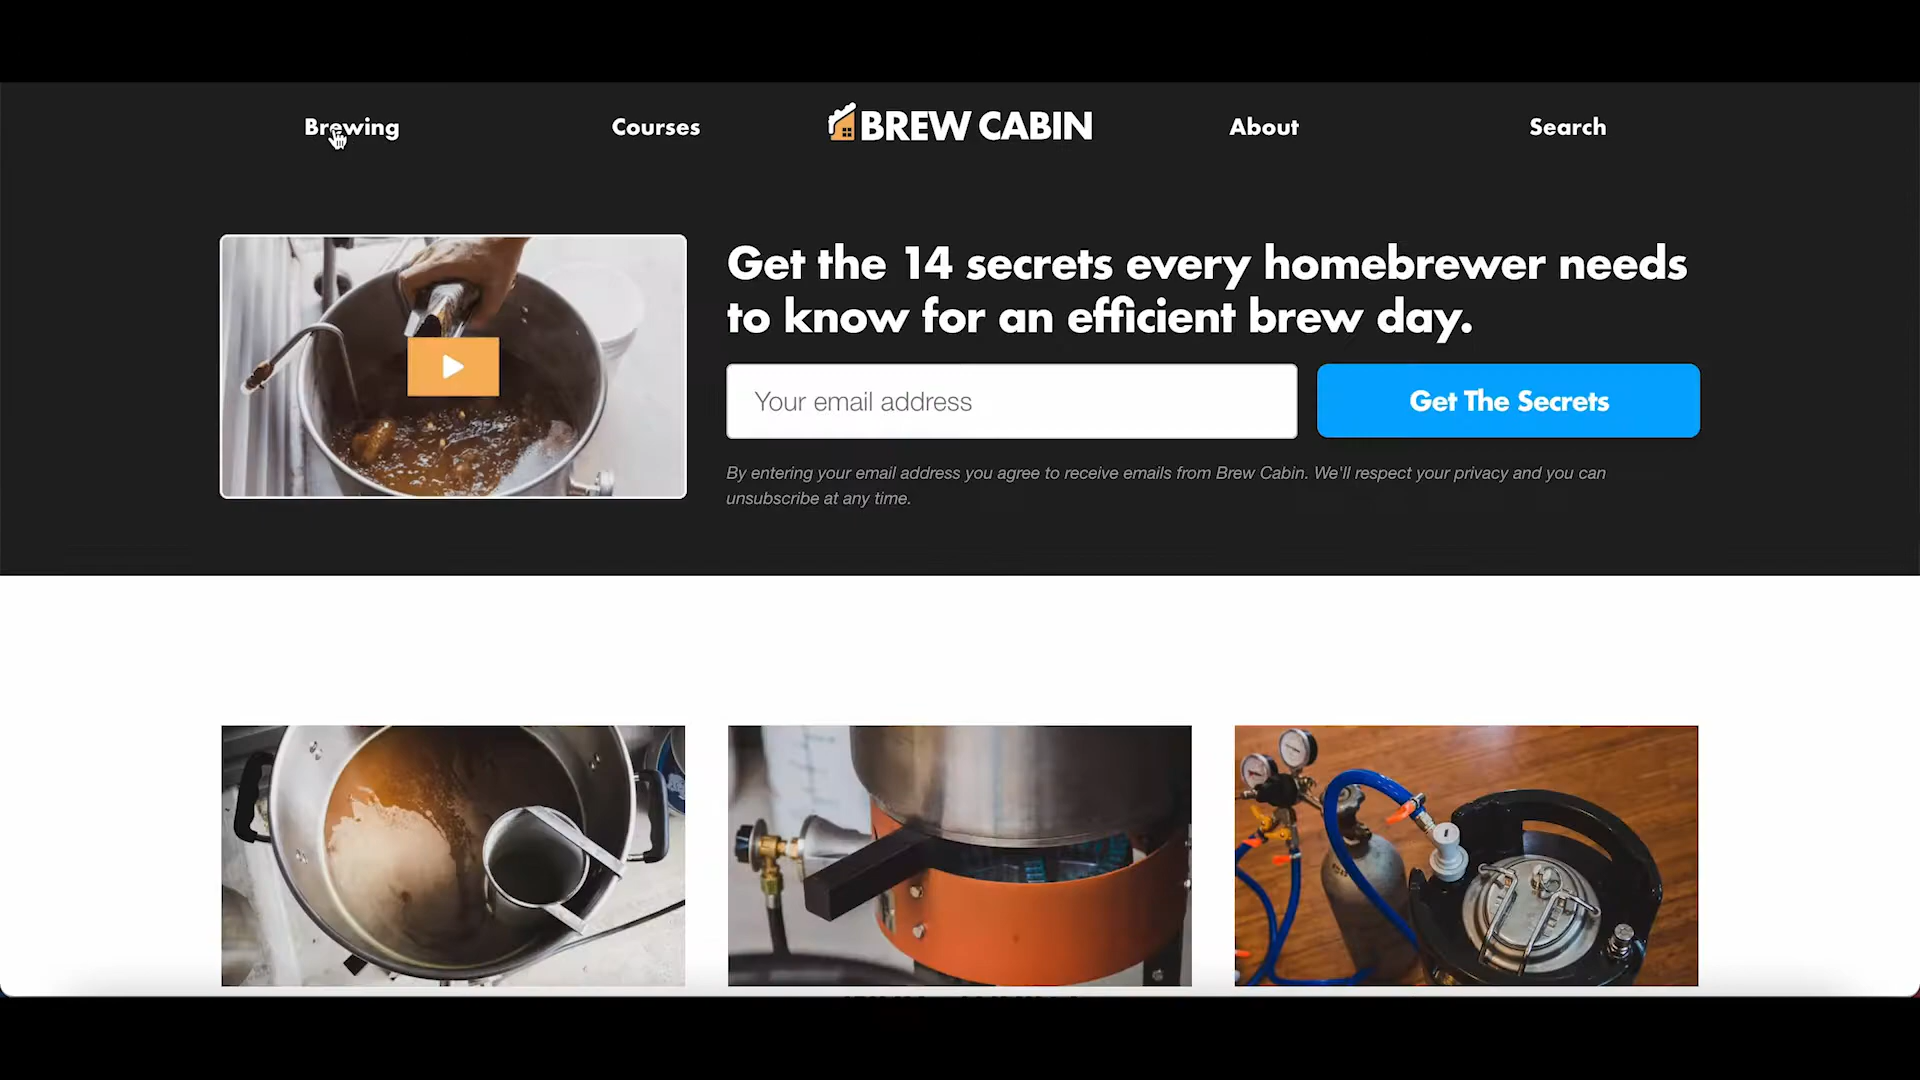 Brewing
Courses
BREW CABIN
About
Search
Get the 14 secrets every homebrewer needs
to know for an efficient brew day.
Your email address
Get The Secrets
By entering your email address you agree to receive emails from Brew Cabin. We'll respect your privacy and you can
unsubscribe at any time.